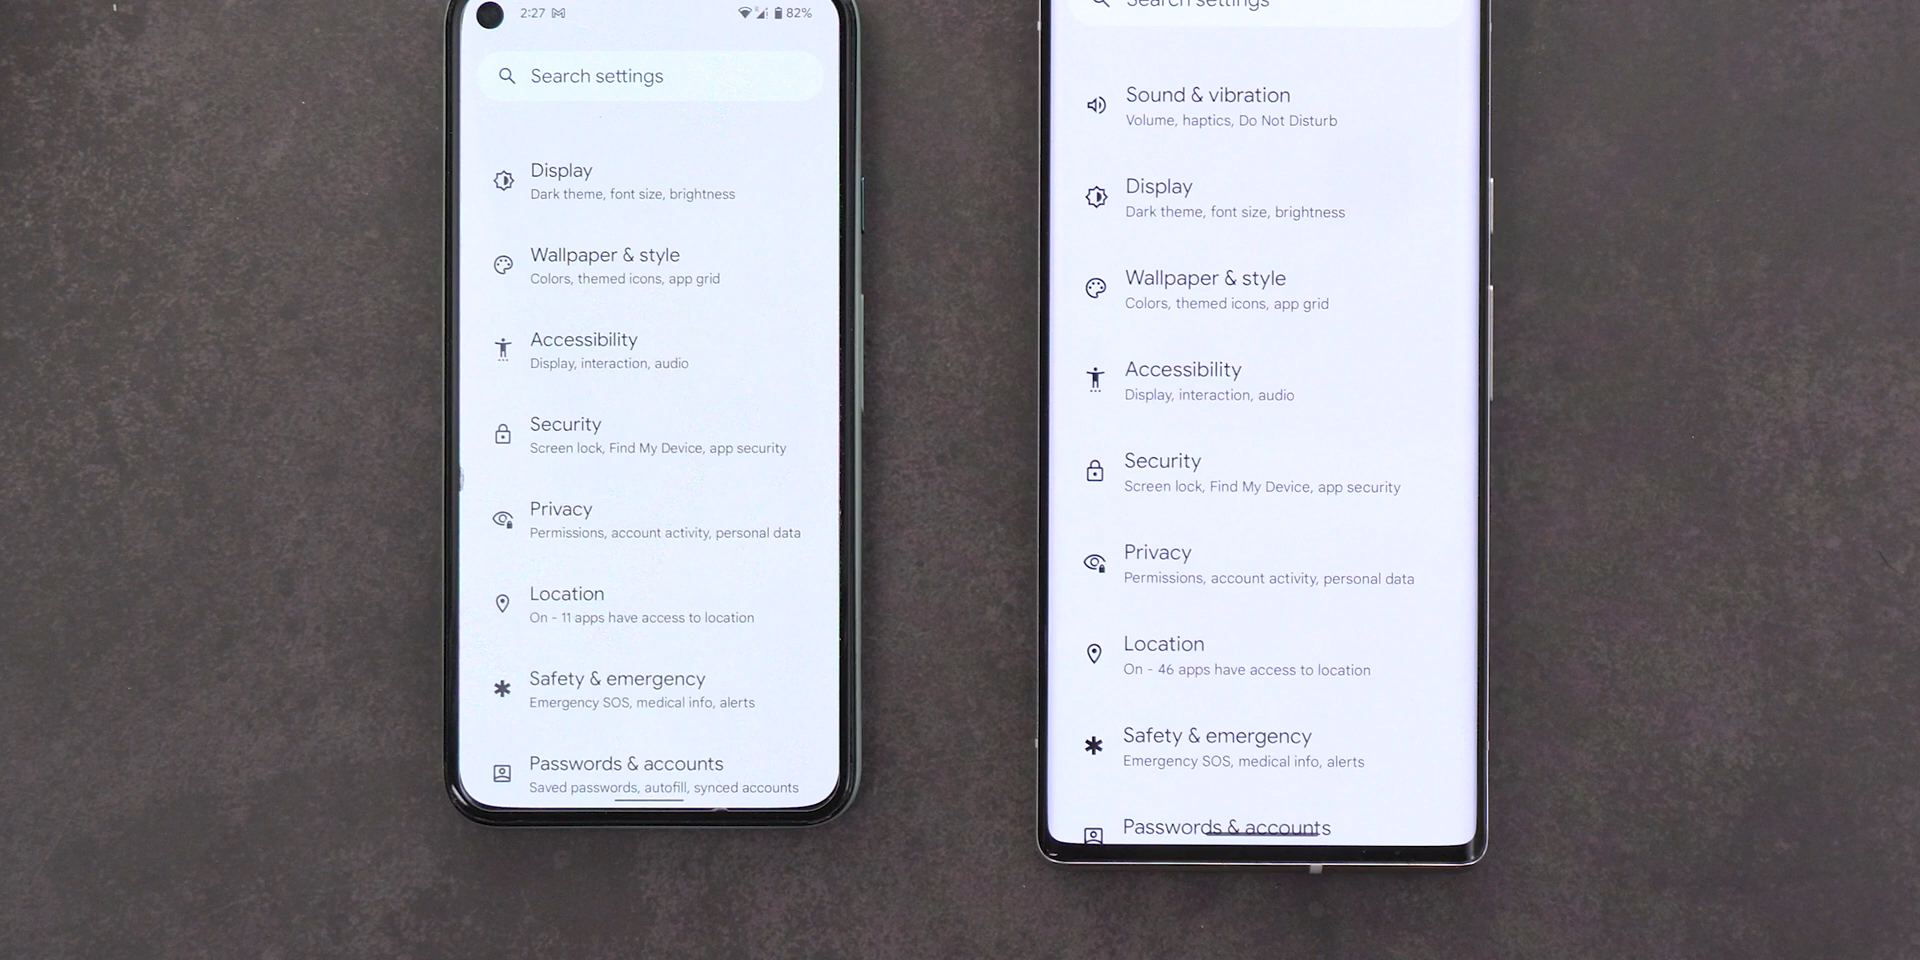 2:27
82%
Search settings
Display
Dark theme, font size, brightness
Wallpaper & style
Colors, themed icons, app grid
Accessibility
Display, interaction, audio
Security
Screen lock, Find My Device, app security
Privacy
Permissions, account activity, personal data
Location
On - 11 apps have access to location
Safety & emergency
Emergency SOS, medical info, alerts
Passwords & accounts
Saved passwords, autofill, synced accounts
Search settings
Sound & vibration
Volume, haptics, Do Not Disturb
Display
Dark theme, font size, brightness
Wallpaper & style
Colors, themed icons, app grid
Accessibility
Display, interaction, audio
Security
Screen lock, Find My Device, app security
Privacy
Permissions, account activity, personal data
Location
On - 46 apps have access to location
Safety & emergency
Emergency SOS, medical info, alerts
Passwords & accounts